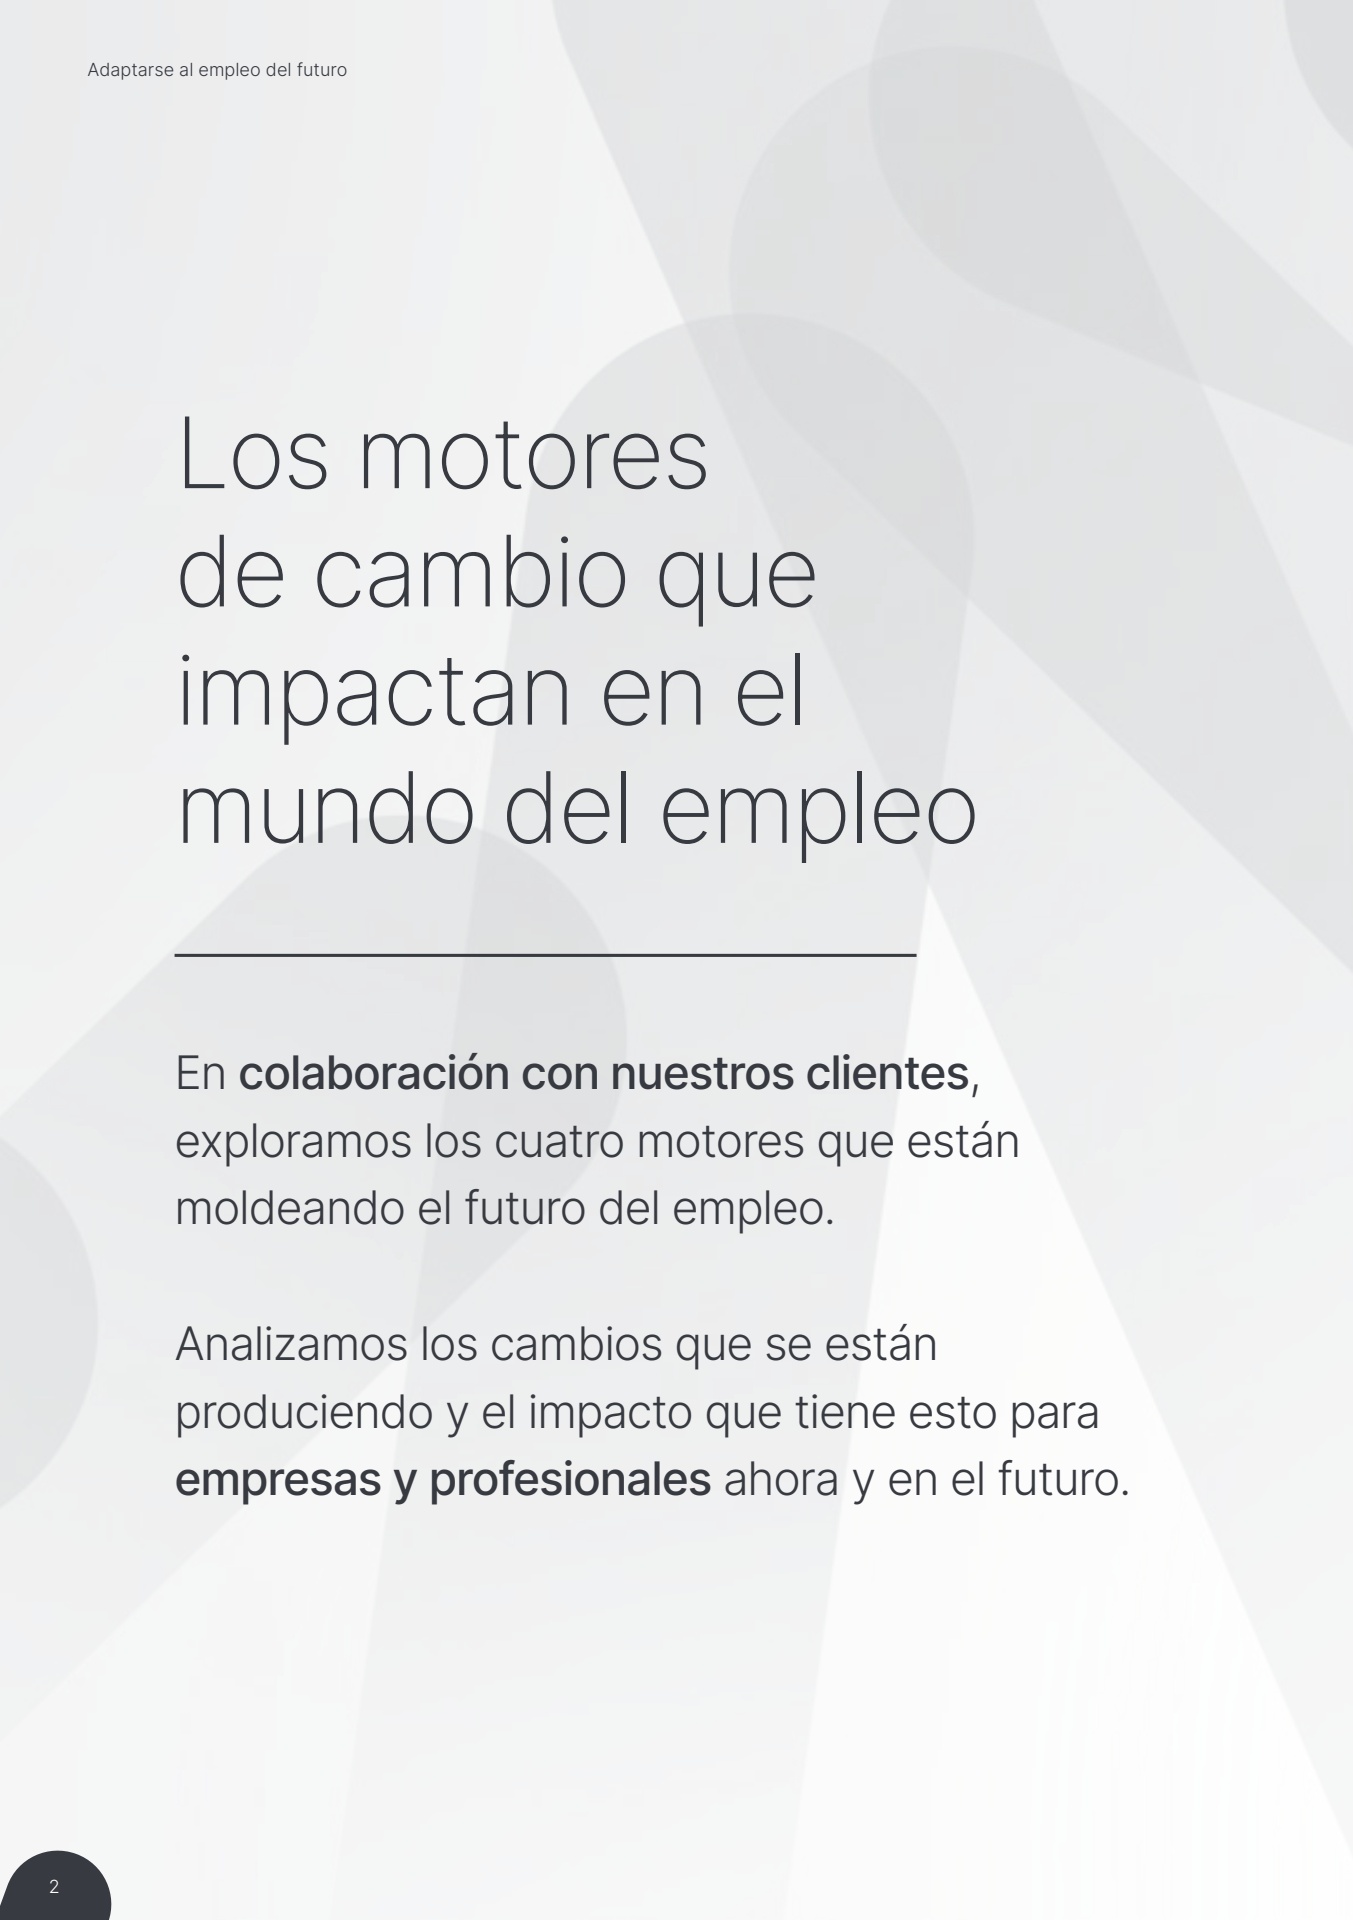 Adaptarse al empleo del futuro
Los motores
de cambio que
impactan en el
mundo del empleo
En colaboración con nuestros clientes,
exploramos los cuatro motores que están
moldeando el futuro del empleo.
Analizamos los cambios que se están
produciendo y el impacto que tiene esto para
empresas y profesionales ahora y en el futuro.
2